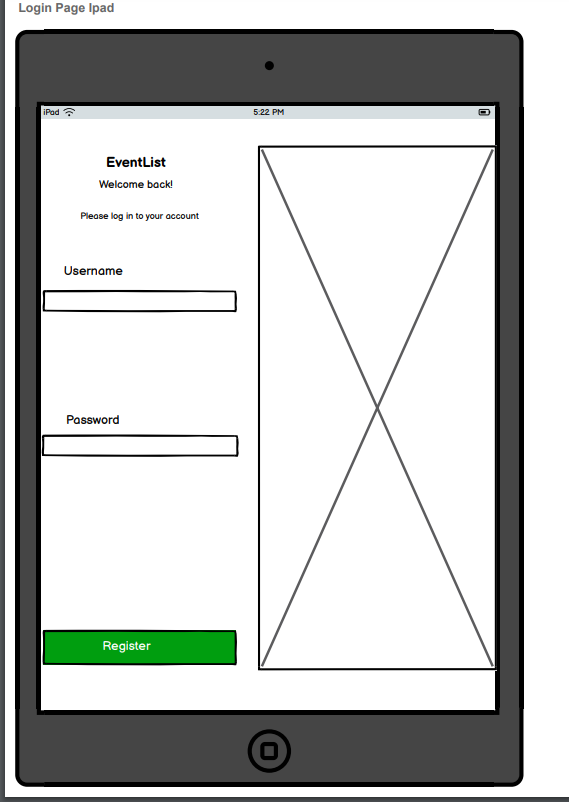 Login Page Ipad
iPad 5:22 PM
EventList
Welcome back!
Please log in to your account
Username
Password
Register